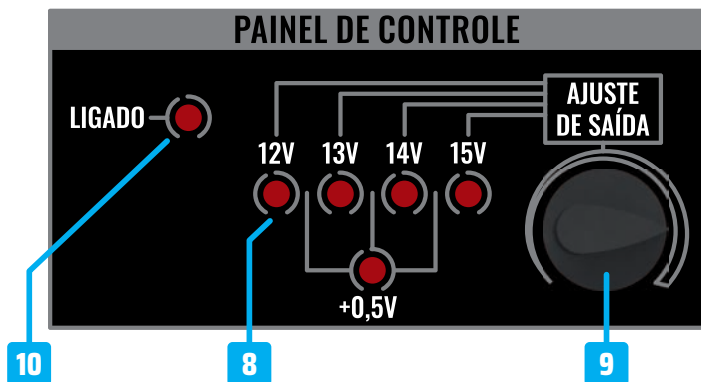 PAINEL DE CONTROLE
LIGADO
AJUSTE
DE SAÍDA
12V 13V 14V 15V
+0,5V
10 8 9